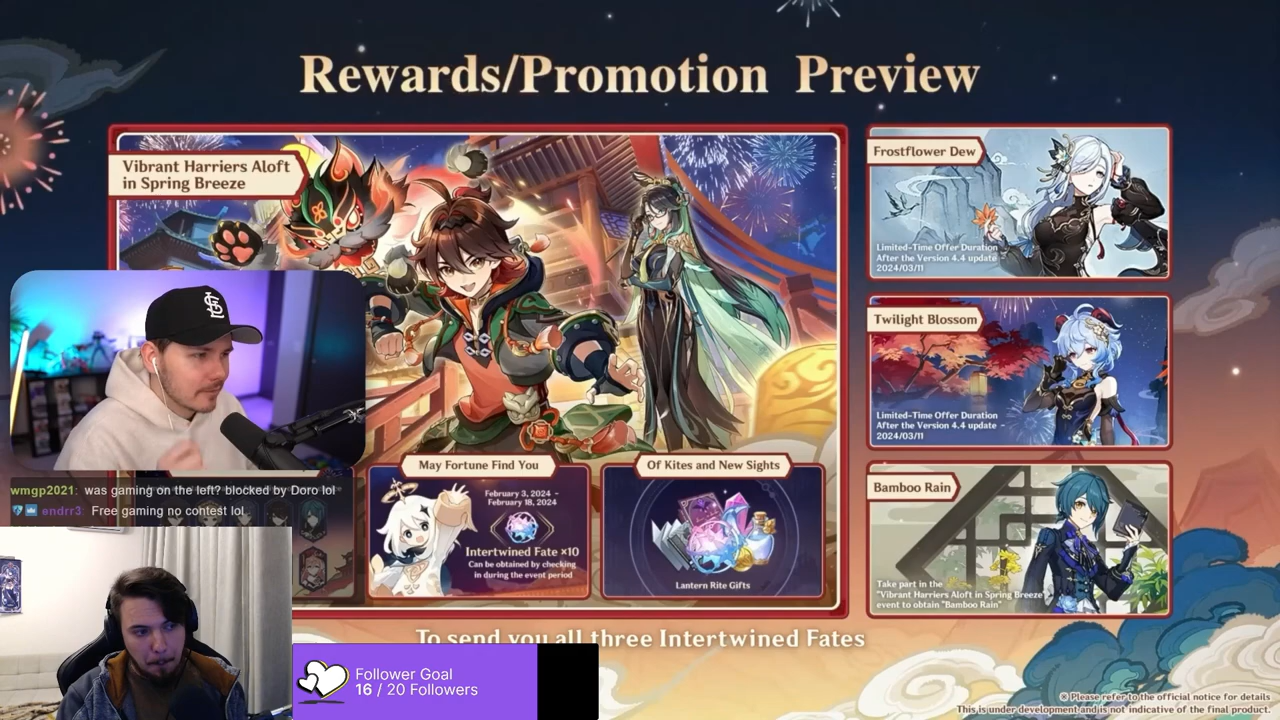 Rewards/Promotion Preview
Vibrant Harriers Aloft
in Spring Breeze
Frostflower Dew
Limited-Time Offer Duration
After the Version 4.4 update
2024/03/11
Twilight Blossom
Limited-Time Offer Duration
After the Version 4.4 update -
2024/03/11
May Fortune Find You
February 3, 2024 -
February 18, 2024
Intertwined Fate ×10
Can be obtained by checking
in during the event period
Of Kites and New Sights
Lantern Rite Gifts
Bamboo Rain
Take part in the
"Vibrant Harriers Aloft in Spring Breeze"
event to obtain "Bamboo Rain"
wmgp2021: was gaming on the left? blocked by Doro lol
endrr3: Free gaming no contest lol
To send you all three Intertwined Fates
Follower Goal
16 / 20 Followers
※ Please refer to the official notice for details
This is under development and is not indicative of the final product.